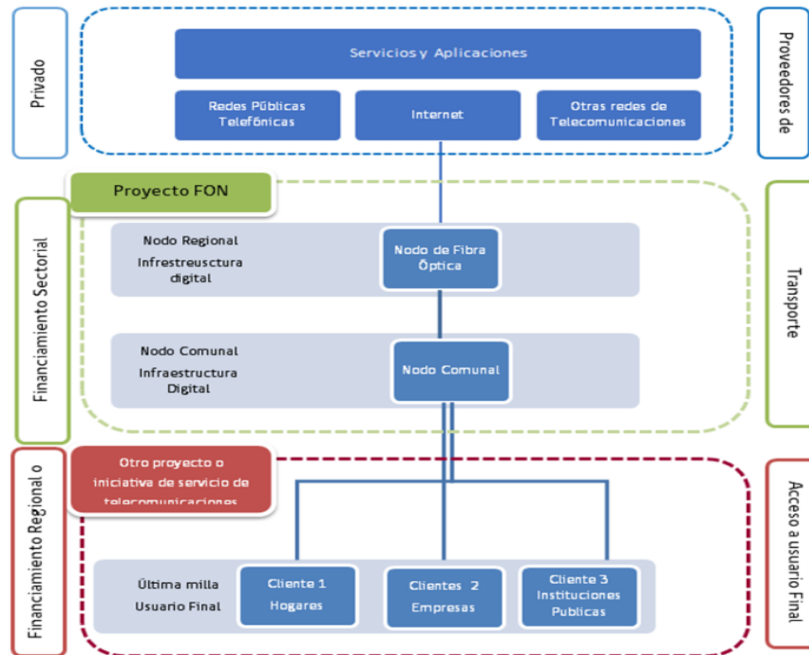 Privado
Servicios y Aplicaciones
Redes Públicas
Telefónicas
Internet
Otras redes de
Telecomunicaciones
Proveedores de
Proyecto FON
Financiamiento Sectorial
Nodo Regional
Infrestreusctura
digital
Nodo de Fibra
Óptica
Nodo Comunal
Infraestructura
Digital
Nodo Comunal
Transporte
Otro proyecto o
iniciativa de servicio de
telecomunicaciones
Financiamiento Regional o
Última milla
Usuario Final
Cliente 1
Hogares
Clientes 2
Empresas
Cliente 3
Instituciones
Publicas
Acceso a usuario Final